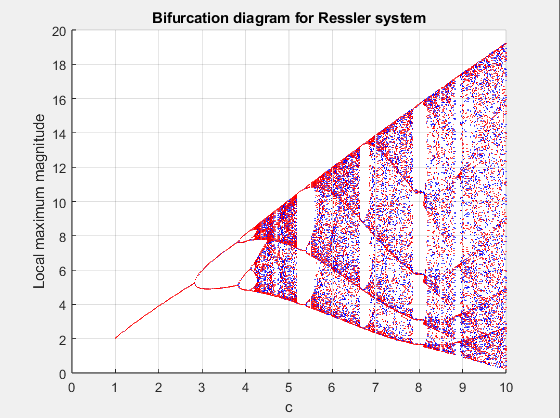 Bifurcation diagram for Ressler system
20
18
16
14
12
10
8
6
4
2
0
Local maximum magnitude
0 1 2 3 4 5 6 7 8 9 10
c